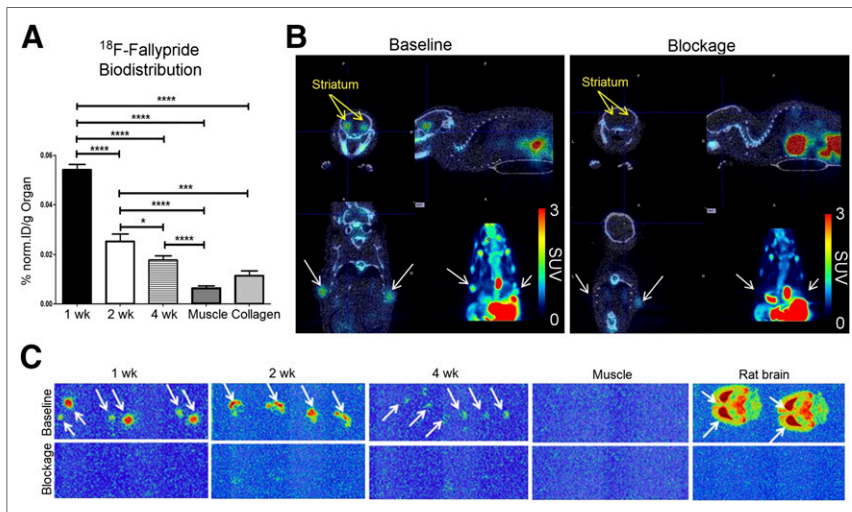 A
¹⁸F-Fallypride
Biodistribution
****
****
****
****
***
****
*
****
% norm.ID/g Organ
0.06
0.04
0.02
0.00
1 wk
2 wk
4 wk
Muscle
Collagen
B
Baseline
Blockage
Striatum
Striatum
3
SUV
0
3
SUV
0
C
1 wk
2 wk
4 wk
Muscle
Rat brain
Baseline
Blockage